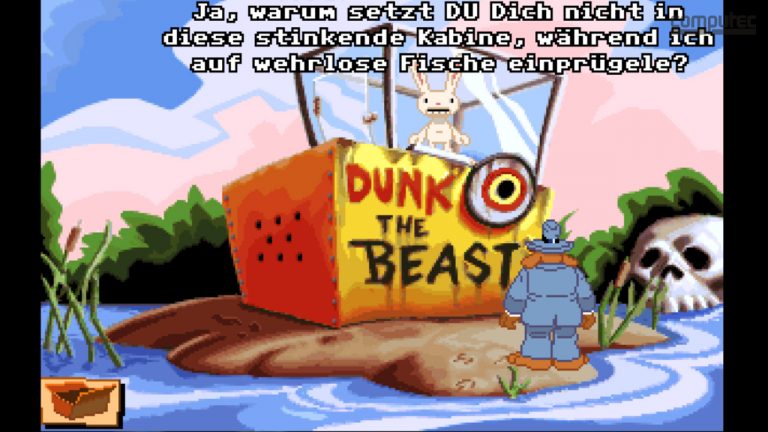 Ja, warum setzt DU Dich nicht in
diese stinkende Kabine, während ich
auf wehrlose Fische einprügele?
computec
DUNK
THE
BEAST